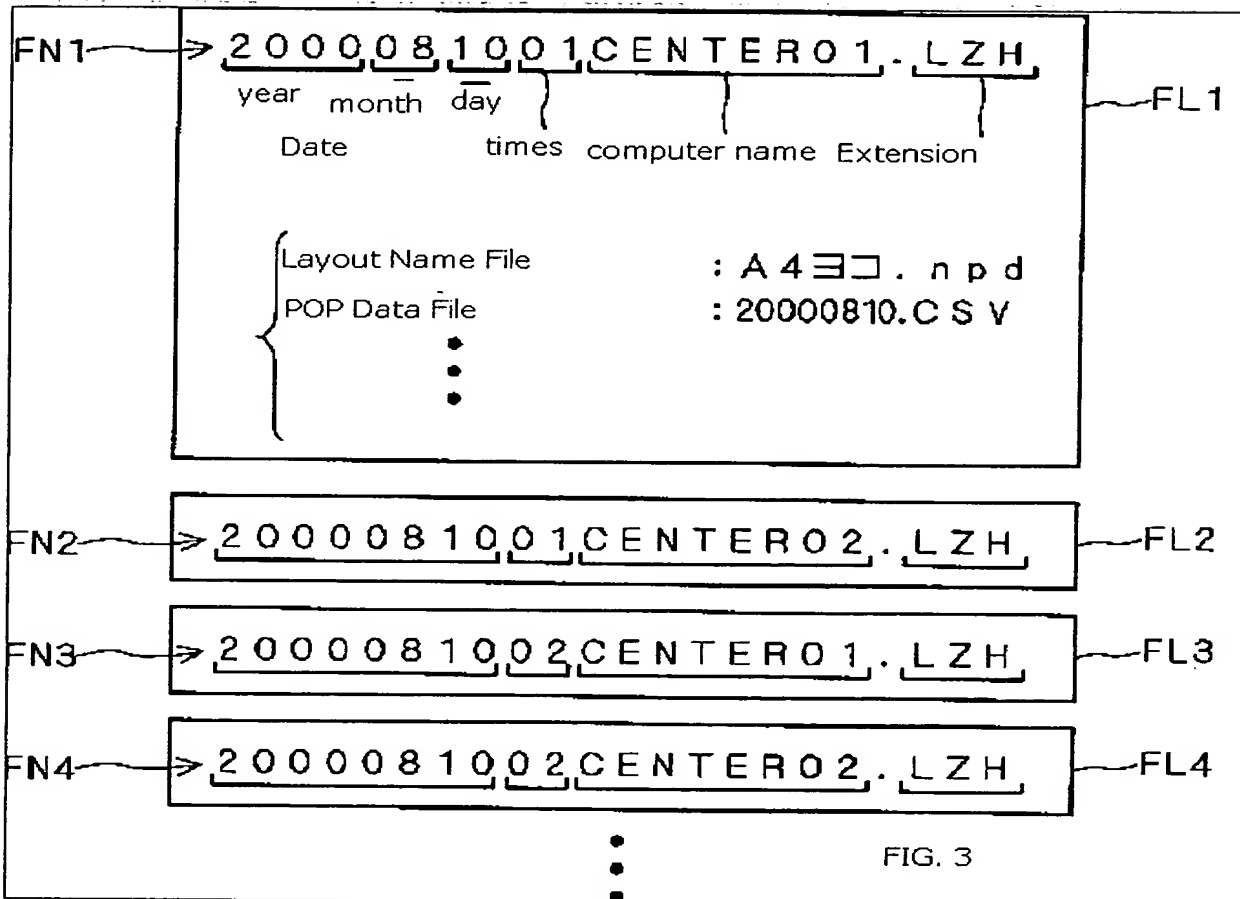 FN1 2000081001CENTER01.LZH
year month day
FL1
Date times computer name Extension
Layout Name File : A4ヨコ.npd
POP Data File : 20000810.CSV
FN2 2000081001CENTER02.LZH FL2
FN3 2000081002CENTER01.LZH FL3
FN4 2000081002CENTER02.LZH FL4
FIG. 3